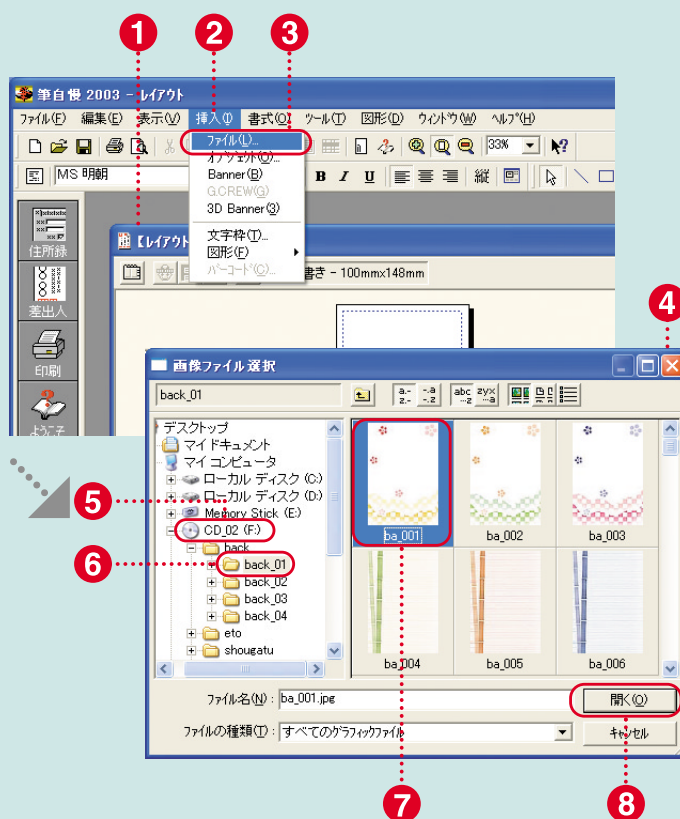 1 2 3
筆自慢 2003 - レイアウト
ファイル(F) 編集(E) 表示(V) 挿入(I) 書式(O) ツール(T) 図形(D) ウィンドウ(W) ヘルプ(H)
ファイル(L)...
33%
MS 明朝
オブジェクト(O)...
B I U
縦
Banner(B)
G.CREW(G)
3D Banner(3)
文字枠(T)...
図形(F)
バーコード(C)...
住所録
差出人
印刷
ようこそ
【レイアウト
書き - 100mm×148mm
4
画像ファイル選択
back_01
abc zyx
デスクトップ
マイ ドキュメント
マイ コンピュータ
ローカル ディスク (C:)
ローカル ディスク (D:)
Memory Stick (E:)
5
CD_02 (F:)
back
6
back_01
back_02
back_03
back_04
eto
shougatu
ba_001 ba_002 ba_003
ba_004 ba_005 ba_006
ファイル名(N): ba_001.jpg
開く(O)
ファイルの種類(T): すべてのグラフィックファイル
キャンセル
7 8